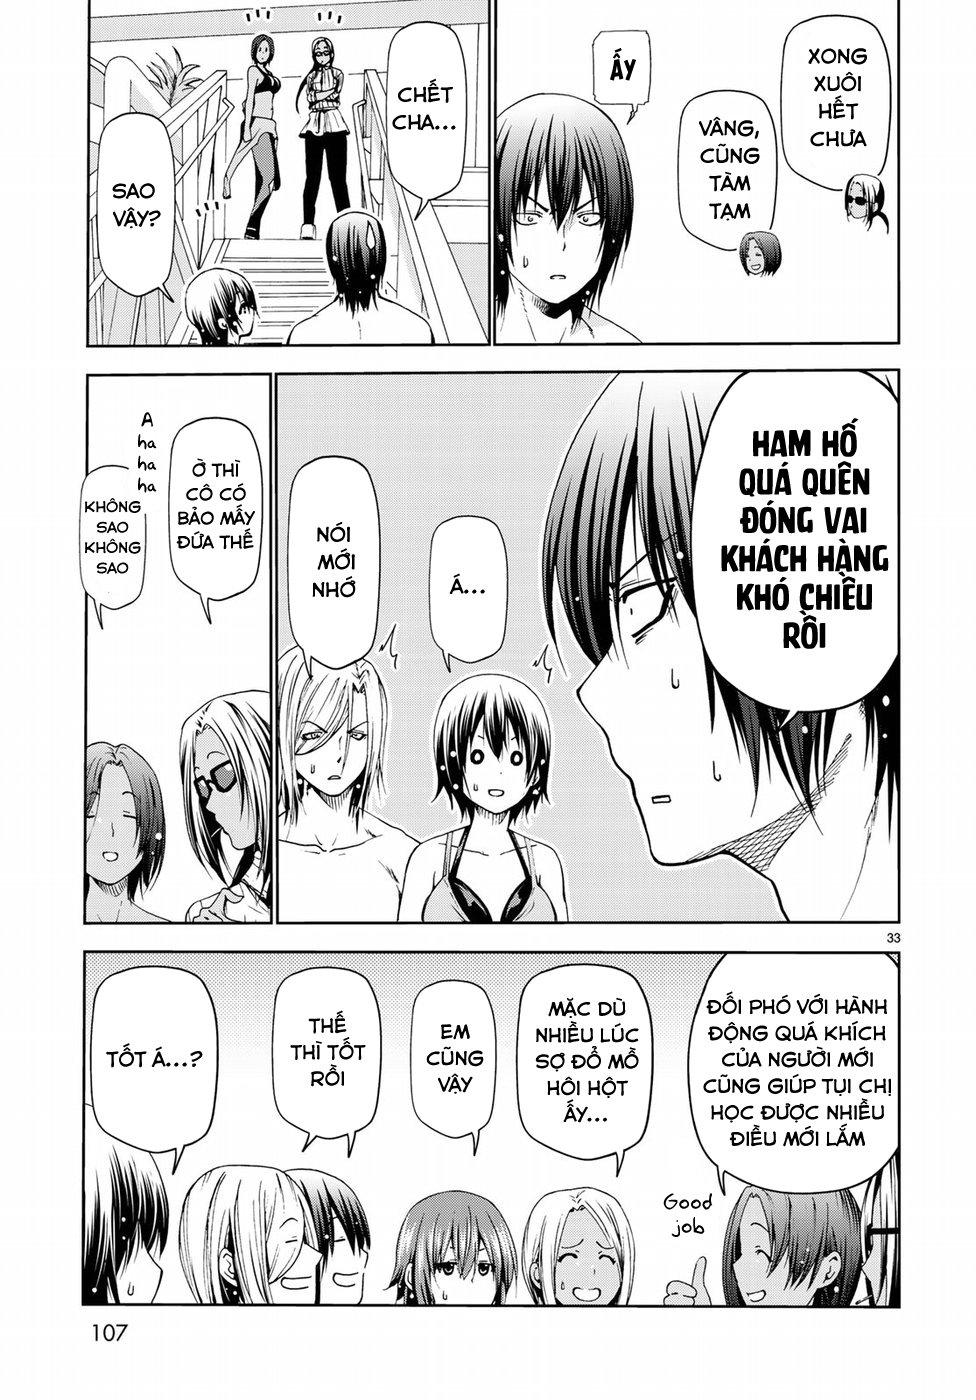 XONG
XUÔI
HẾT
CHƯA
VÂNG,
CŨNG
TÀM
TẠM
ẤY
CHẾT
CHA...
SAO
VẬY?
HAM HỐ
QUÁ QUÊN
ĐÓNG VAI
KHÁCH HÀNG
KHÓ CHIỀU
RỒI
Á...
NÓI
MỚI
NHỚ
Ờ THÌ
CÔ CÓ
BẢO MẤY
ĐỨA THẾ
A
ha
ha
ha
KHÔNG
SAO
KHÔNG
SAO
33
ĐỐI PHÓ VỚI HÀNH
ĐỘNG QUÁ KHÍCH
CỦA NGƯỜI MỚI
CŨNG GIÚP TỤI CHỊ
HỌC ĐƯỢC NHIỀU
ĐIỀU MỚI LẮM
Good
job
MẶC DÙ
NHIỀU LÚC
SỢ ĐỔ MỒ
HÔI HỘT
ẤY...
EM
CŨNG
VẬY
THẾ
THÌ TỐT
RỒI
TỐT Á...?
107